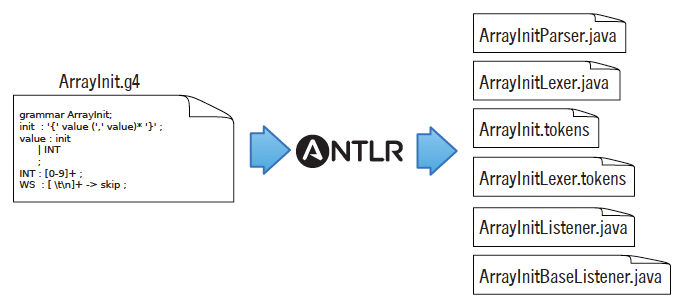 ArrayInit.g4
grammar ArrayInit;
init : '{' value (',' value)* '}' ;
value : init
| INT
;
INT : [0-9]+ ;
WS : [ \t\n]+ -> skip ;
ANTLR
ArrayInitParser.java
ArrayInitLexer.java
ArrayInit.tokens
ArrayInitLexer.tokens
ArrayInitListener.java
ArrayInitBaseListener.java